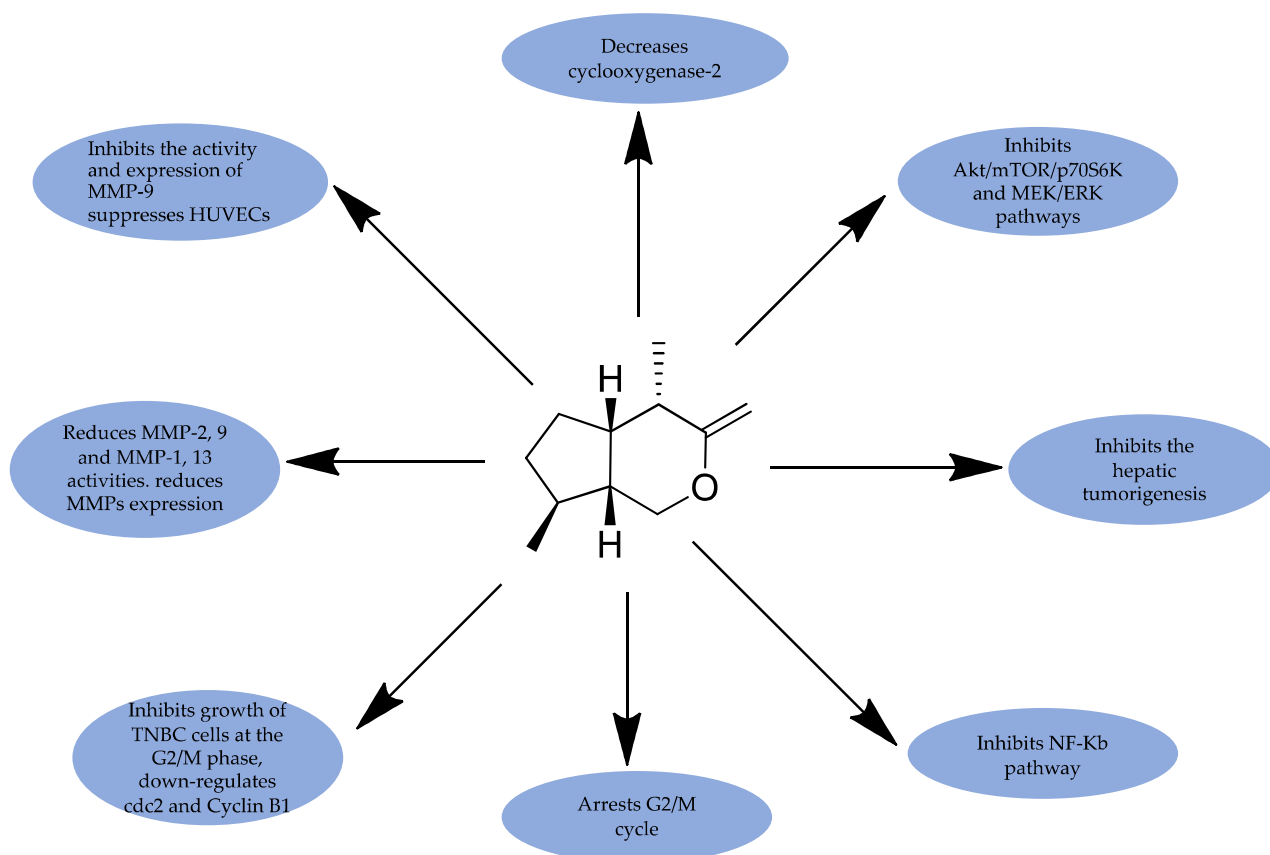 Decreases
cyclooxygenase-2
Inhibits the activity
and expression of
MMP-9
suppresses HUVECs
Inhibits
Akt/mTOR/p70S6K
and MEK/ERK
pathways
H
Reduces MMP-2, 9
and MMP-1, 13
activities. reduces
MMPs expression
O
H
Inhibits the
hepatic
tumorigenesis
Inhibits growth of
TNBC cells at the
G2/M phase,
down-regulates
cdc2 and Cyclin B1
Arrests G2/M
cycle
Inhibits NF-Kb
pathway